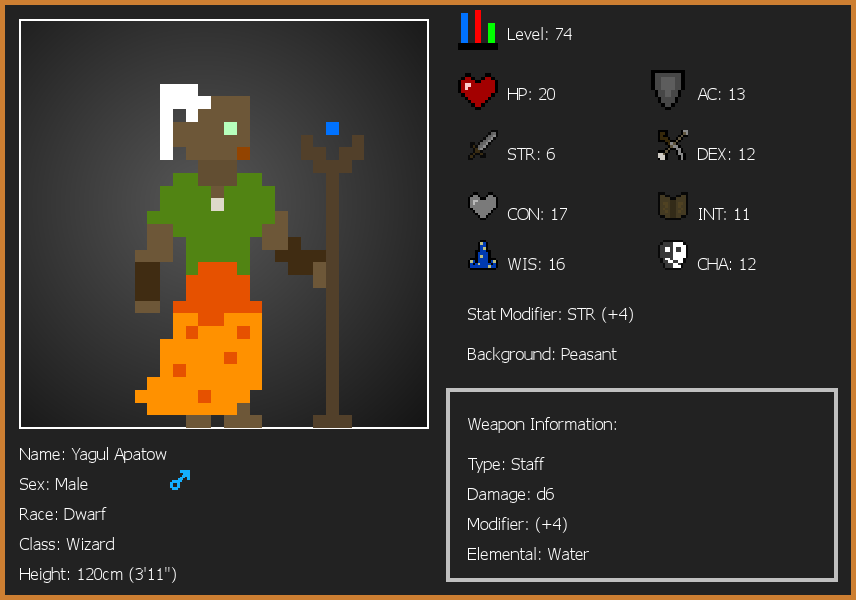 Level: 74
HP: 20
AC: 13
STR: 6
DEX: 12
CON: 17
INT: 11
WIS: 16
CHA: 12
Stat Modifier: STR (+4)
Background: Peasant
Weapon Information:
Type: Staff
Damage: d6
Modifier: (+4)
Elemental: Water
Name: Yagul Apatow
Sex: Male
Race: Dwarf
Class: Wizard
Height: 120cm (3'11")